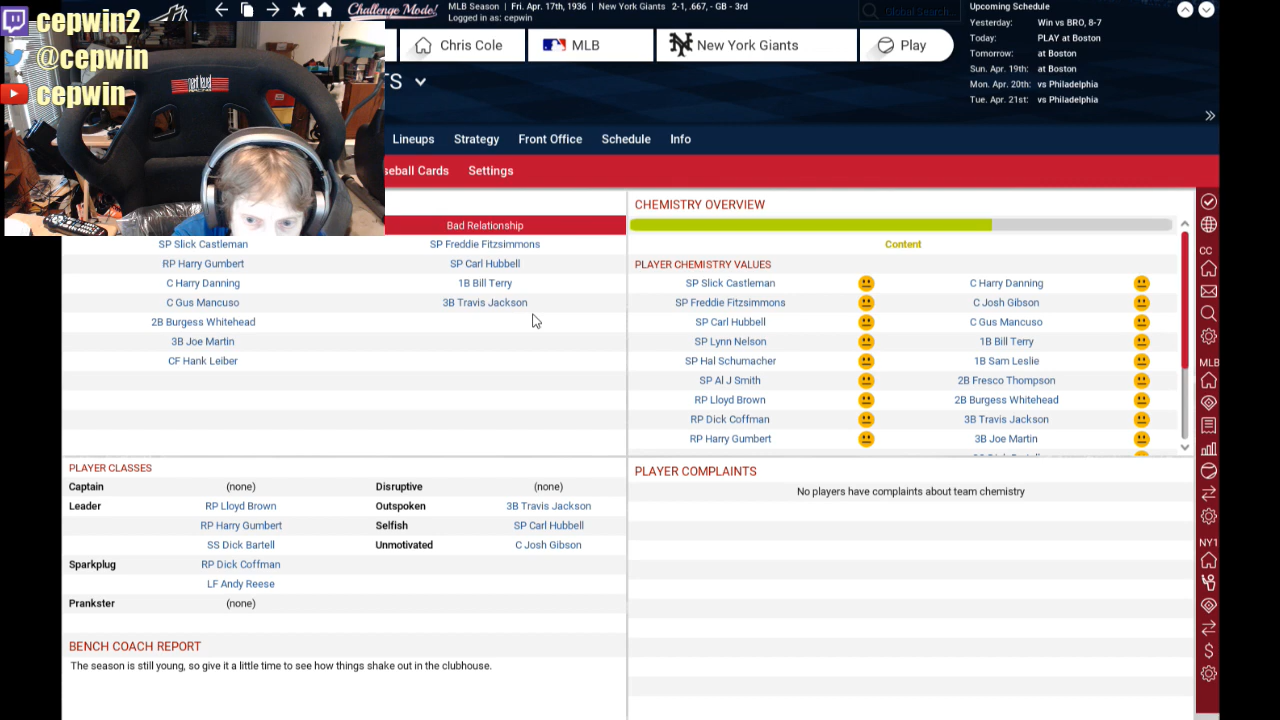 cepwin2
@cepwin
cepwin
Challenge Mode!
MLB Season | Fri. Apr. 17th, 1936 | New York Giants 2-1, .667, - GB - 3rd
Logged in as: cepwin
Global Search...
Upcoming Schedule
Yesterday: Win vs BRO, 8-7
Today: PLAY at Boston
Tomorrow: at Boston
Sun. Apr. 19th: at Boston
Mon. Apr. 20th: vs Philadelphia
Tue. Apr. 21st: vs Philadelphia
Chris Cole
MLB
New York Giants
Play
TS
Lineups
Strategy
Front Office
Schedule
Info
seball Cards
Settings
Bad Relationship
SP Slick Castleman SP Freddie Fitzsimmons
RP Harry Gumbert SP Carl Hubbell
C Harry Danning 1B Bill Terry
C Gus Mancuso 3B Travis Jackson
2B Burgess Whitehead
3B Joe Martin
CF Hank Leiber
CHEMISTRY OVERVIEW
Content
PLAYER CHEMISTRY VALUES
SP Slick Castleman C Harry Danning
SP Freddie Fitzsimmons C Josh Gibson
SP Carl Hubbell C Gus Mancuso
SP Lynn Nelson 1B Bill Terry
SP Hal Schumacher 1B Sam Leslie
SP Al J Smith 2B Fresco Thompson
RP Lloyd Brown 2B Burgess Whitehead
RP Dick Coffman 3B Travis Jackson
RP Harry Gumbert 3B Joe Martin
PLAYER CLASSES
Captain (none) Disruptive (none)
Leader RP Lloyd Brown Outspoken 3B Travis Jackson
RP Harry Gumbert Selfish SP Carl Hubbell
SS Dick Bartell Unmotivated C Josh Gibson
Sparkplug RP Dick Coffman
LF Andy Reese
Prankster (none)
BENCH COACH REPORT
The season is still young, so give it a little time to see how things shake out in the clubhouse.
PLAYER COMPLAINTS
No players have complaints about team chemistry
CC
MLB
NY1
$